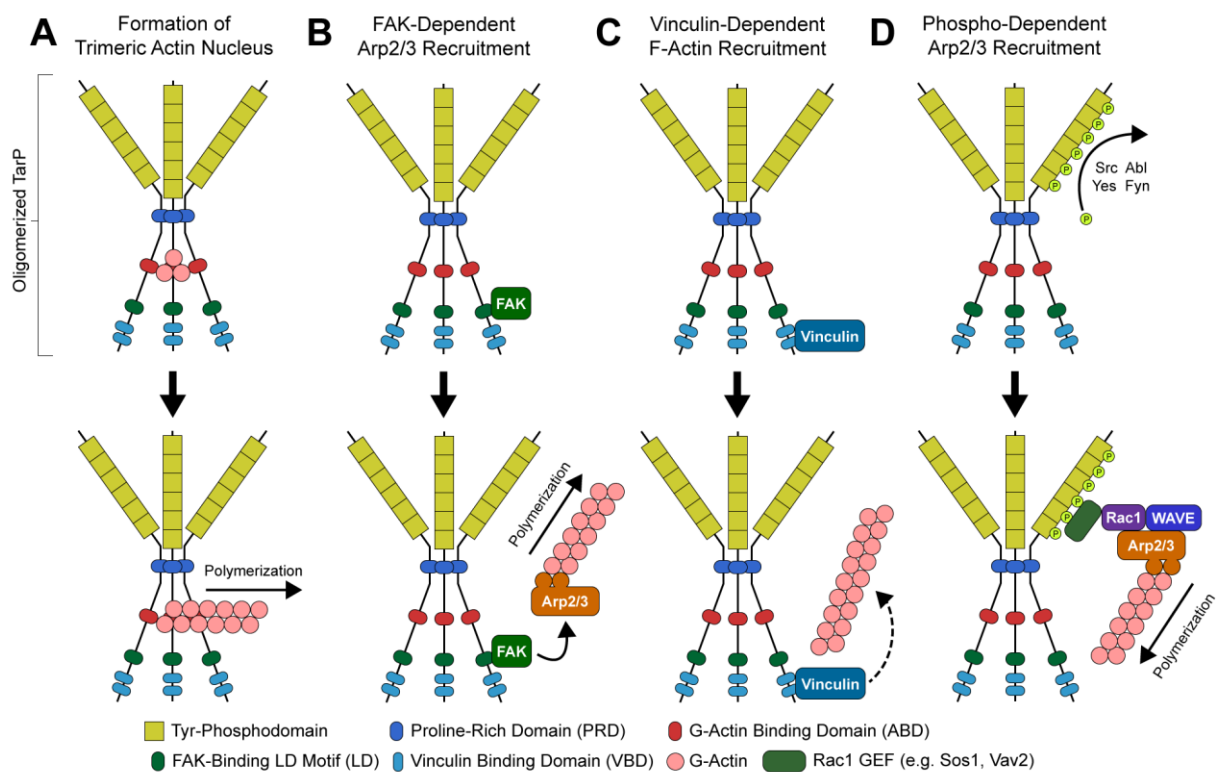 A
Formation of
Trimeric Actin Nucleus
B
FAK-Dependent
Arp2/3 Recruitment
C
Vinculin-Dependent
F-Actin Recruitment
D
Phospho-Dependent
Arp2/3 Recruitment
Oligomerized TarP
FAK
Vinculin
P
P
P
P
P
P
Src Abl
Yes Fyn
P
Polymerization
Polymerization
Arp2/3
FAK
Vinculin
P
P
P
P
P
P
Rac1
WAVE
Arp2/3
Polymerization
Tyr-Phosphodomain
Proline-Rich Domain (PRD)
G-Actin Binding Domain (ABD)
FAK-Binding LD Motif (LD)
Vinculin Binding Domain (VBD)
G-Actin
Rac1 GEF (e.g. Sos1, Vav2)